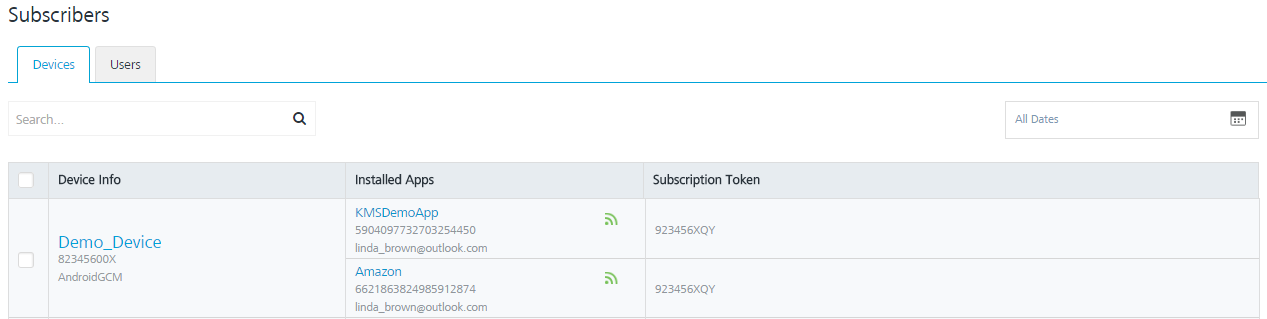 Subscribers
Devices
Users
Search...
All Dates
Device Info
Installed Apps
Subscription Token
Demo_Device
82345600X
AndroidGCM
KMSDemoApp
5904097732703254450
linda_brown@outlook.com
923456XQY
Amazon
6621863824985912874
linda_brown@outlook.com
923456XQY